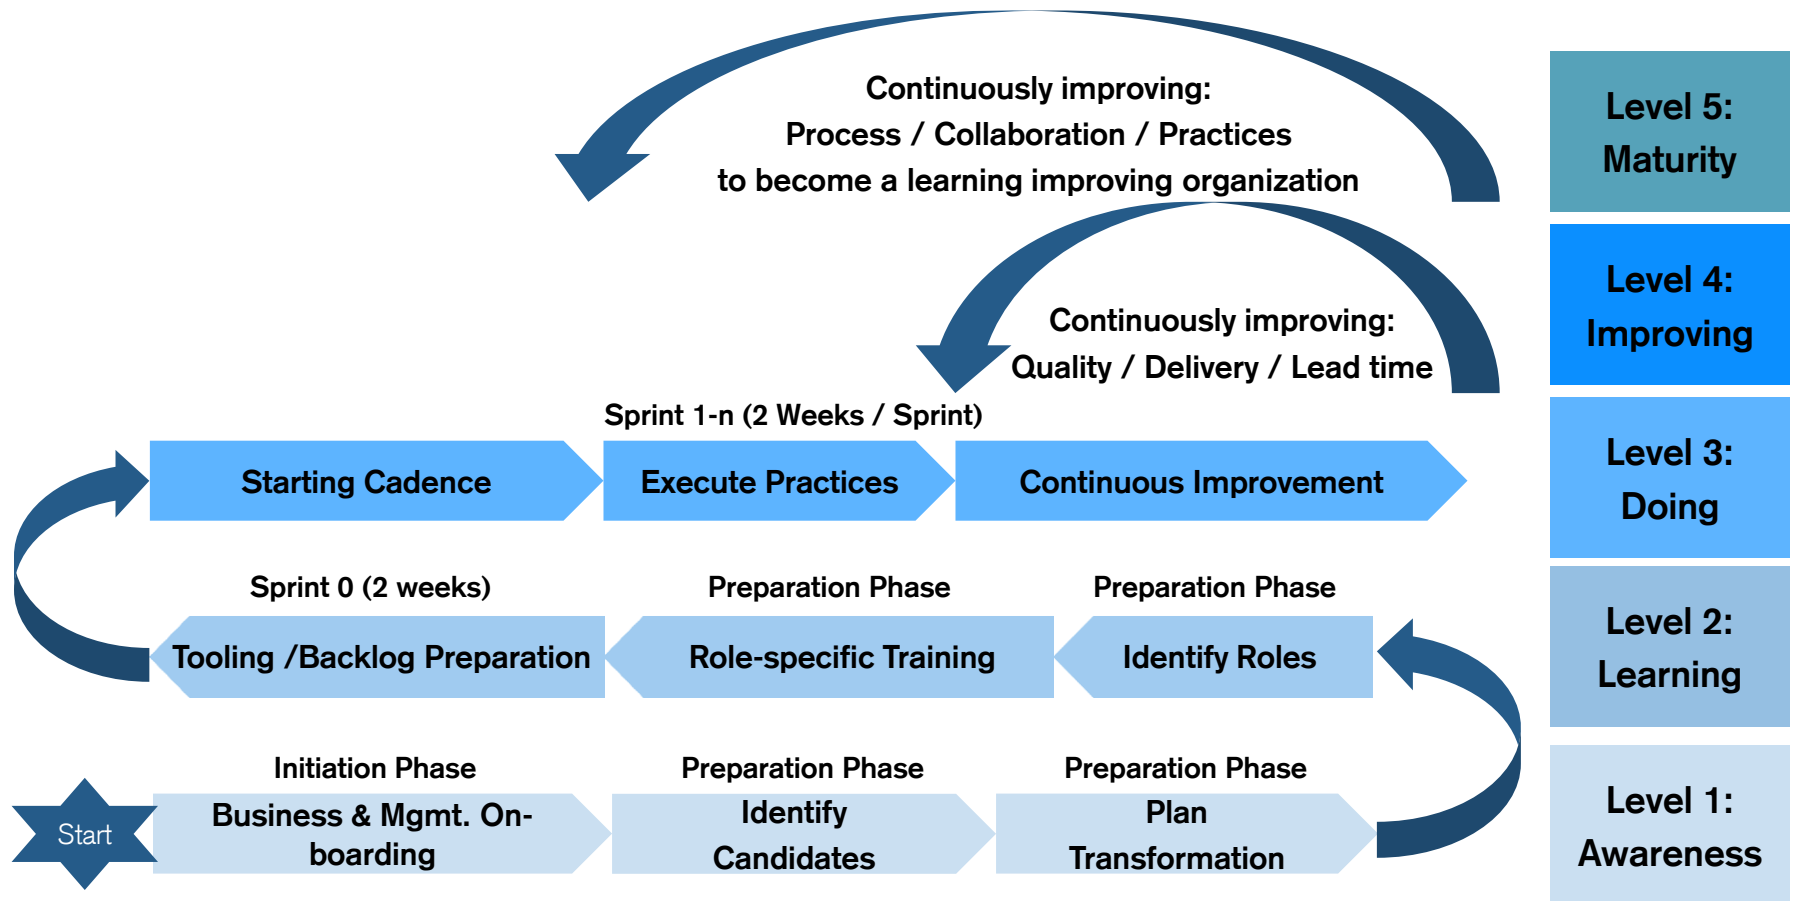 Continuously improving:
Process / Collaboration / Practices
to become a learning improving organization
Level 5:
Maturity
Continuously improving:
Quality / Delivery / Lead time
Level 4:
Improving
Sprint 1-n (2 Weeks / Sprint)
Starting Cadence
Execute Practices
Continuous Improvement
Level 3:
Doing
Sprint 0 (2 weeks)
Preparation Phase
Preparation Phase
Tooling /Backlog Preparation
Role-specific Training
Identify Roles
Level 2:
Learning
Initiation Phase
Preparation Phase
Preparation Phase
Start
Business & Mgmt. On-
boarding
Identify
Candidates
Plan
Transformation
Level 1:
Awareness